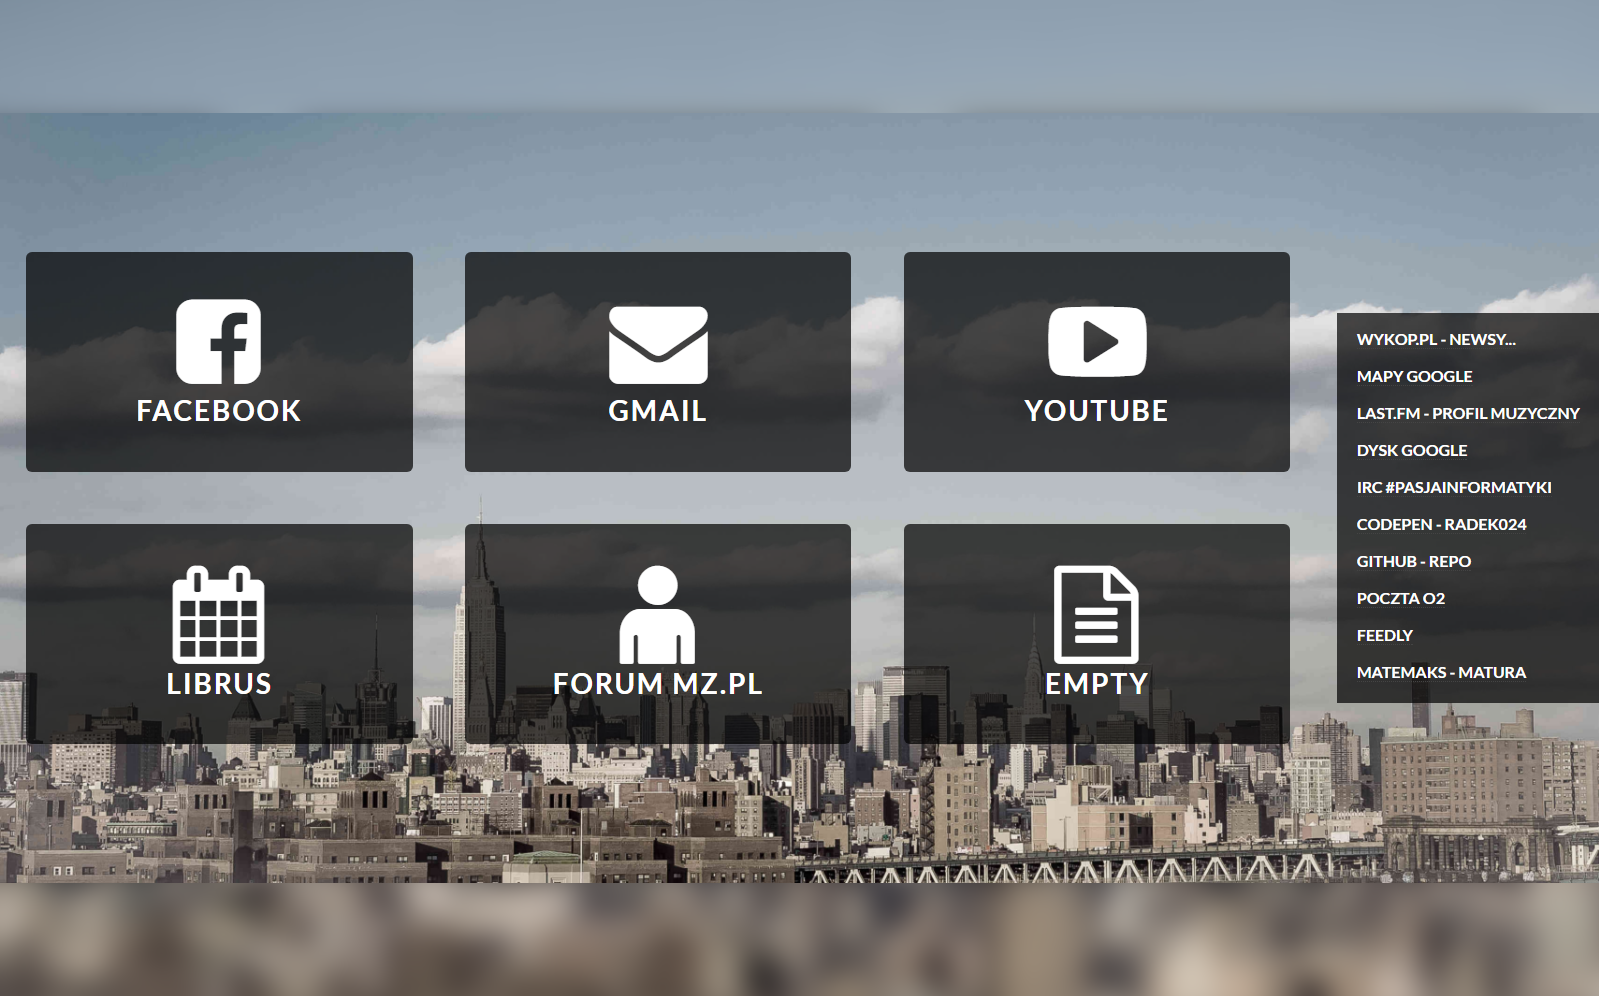 FACEBOOK
GMAIL
YOUTUBE
LIBRUS
FORUM MZ.PL
EMPTY
WYKOP.PL - NEWSY...
MAPY GOOGLE
LAST.FM - PROFIL MUZYCZNY
DYSK GOOGLE
IRC #PASJAINFORMATYKI
CODEPEN - RADEK024
GITHUB - REPO
POCZTA O2
FEEDLY
MATEMAKS - MATURA